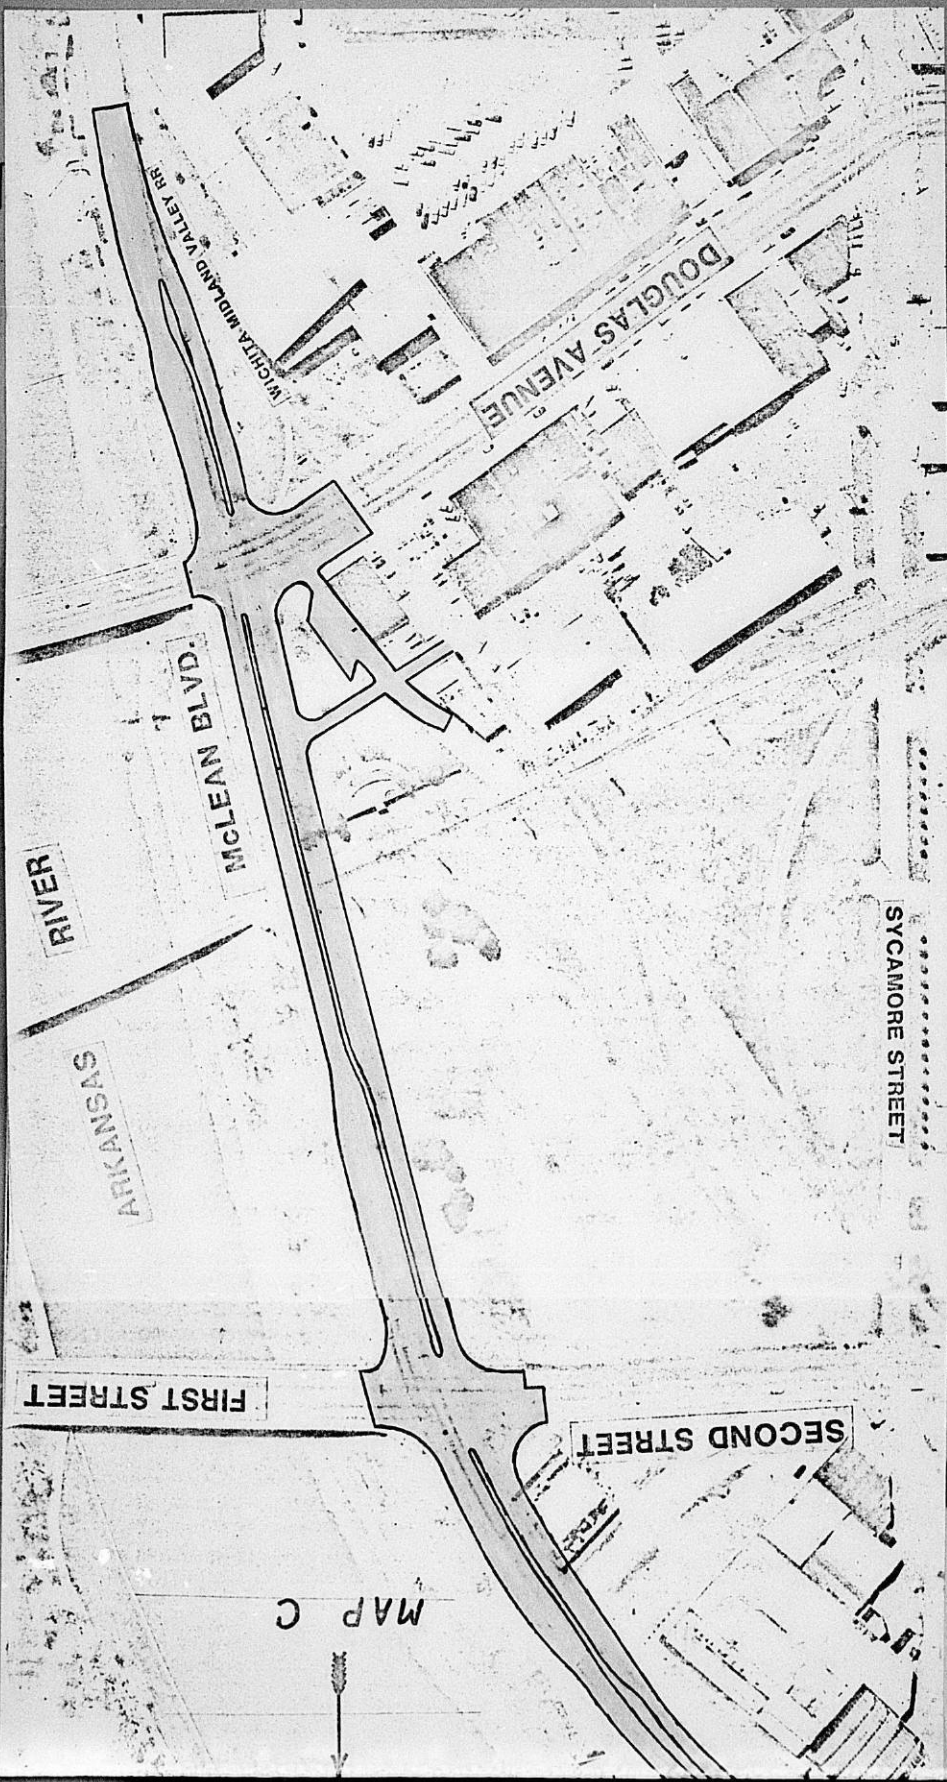 WICHITA-MIDLAND VALLEY RR
DOUGLAS AVENUE
McLEAN BLVD.
RIVER
ARKANSAS
SYCAMORE STREET
FIRST STREET
SECOND STREET
MAP C